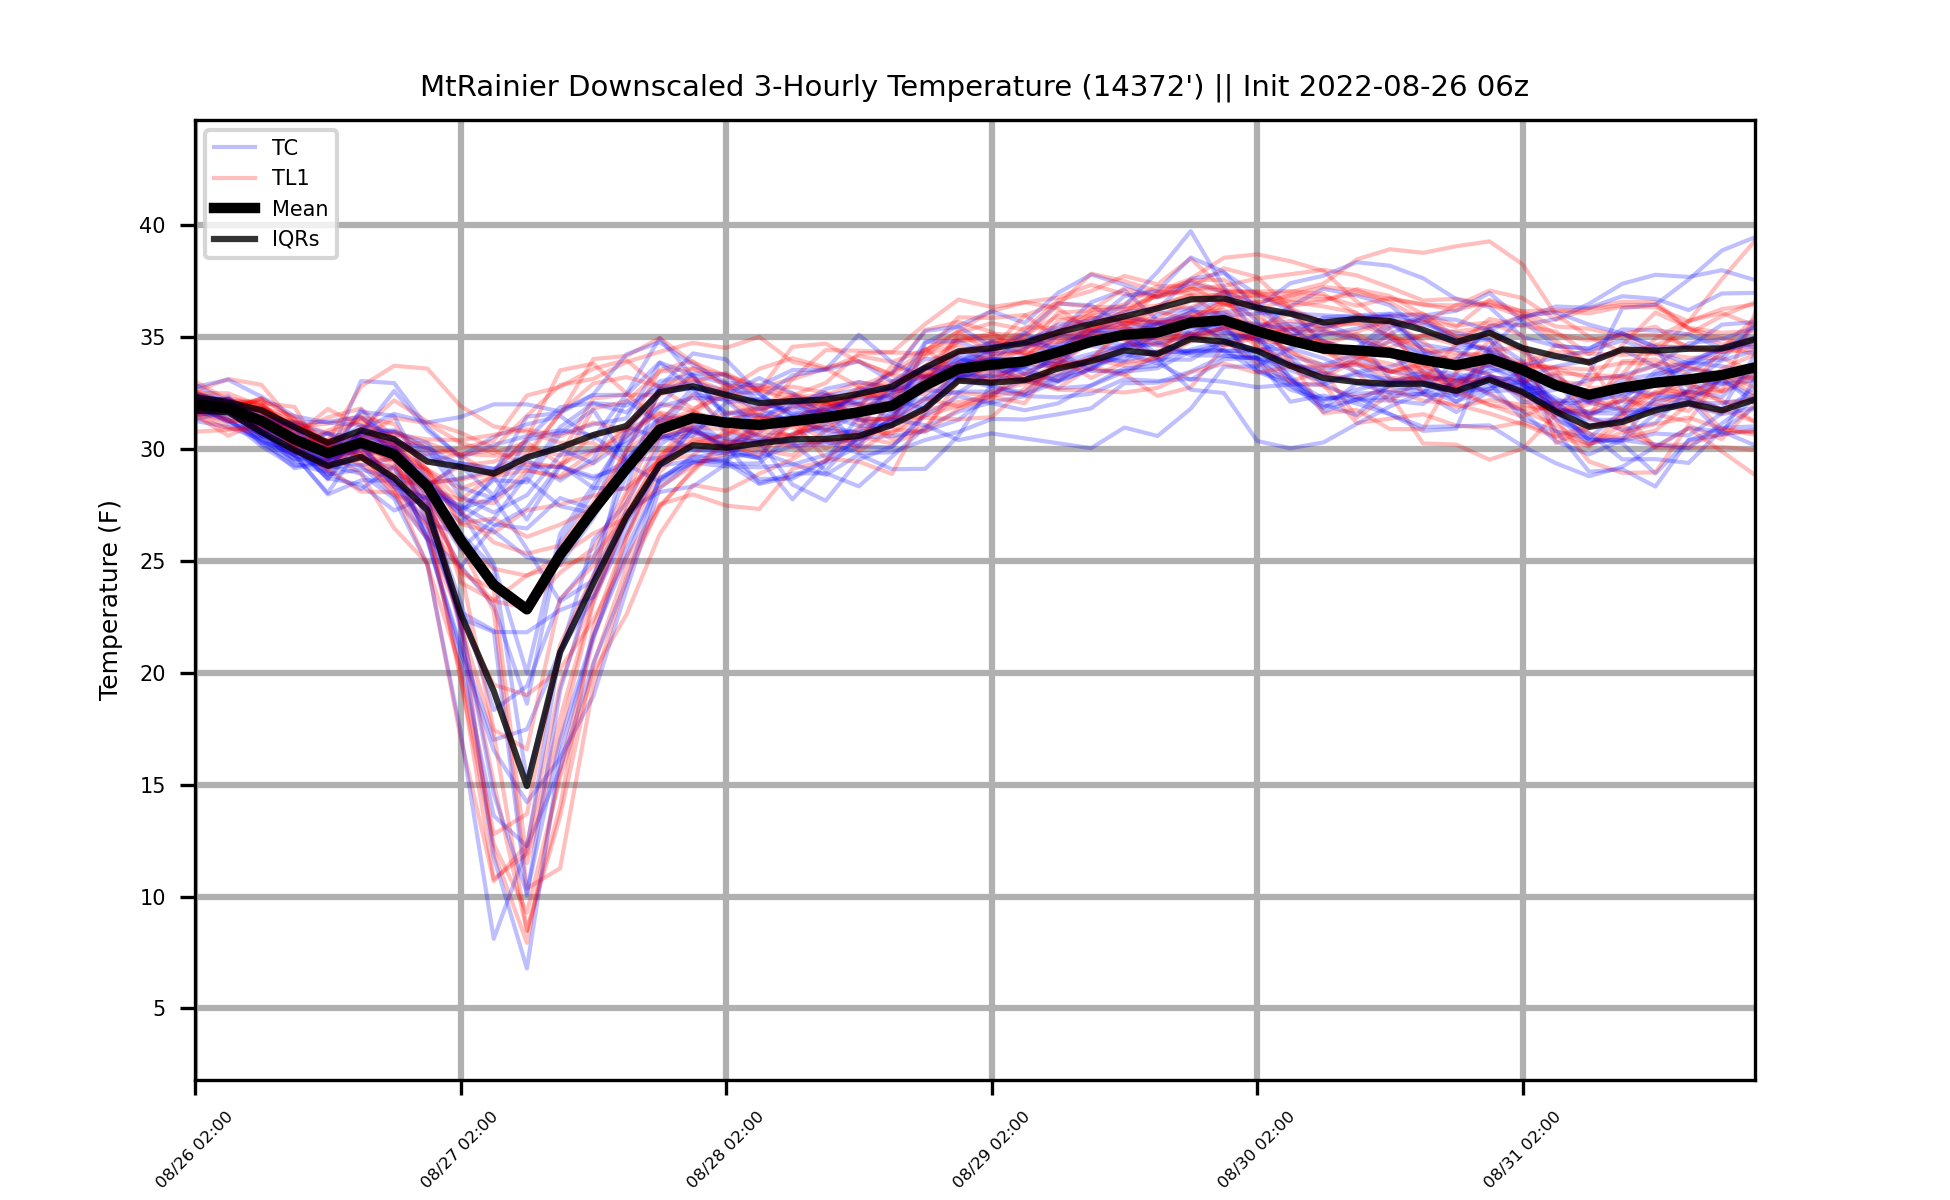 MtRainier Downscaled 3-Hourly Temperature (14372') || Init 2022-08-26 06z
TC
TL1
Mean
IQRs
Temperature (F)
40
35
30
25
20
15
10
5
08/26 02:00
08/27 02:00
08/28 02:00
08/29 02:00
08/30 02:00
08/31 02:00